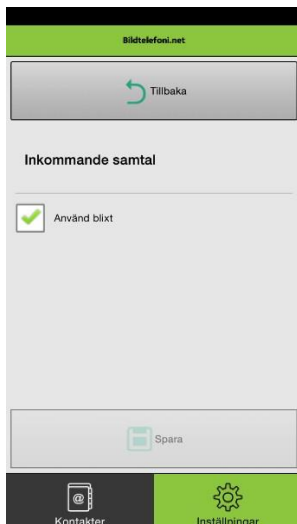 Bildtelefoni.net
Tillbaka
Inkommande samtal
Använd blixt
Spara
@
Kontakter
Inställningar